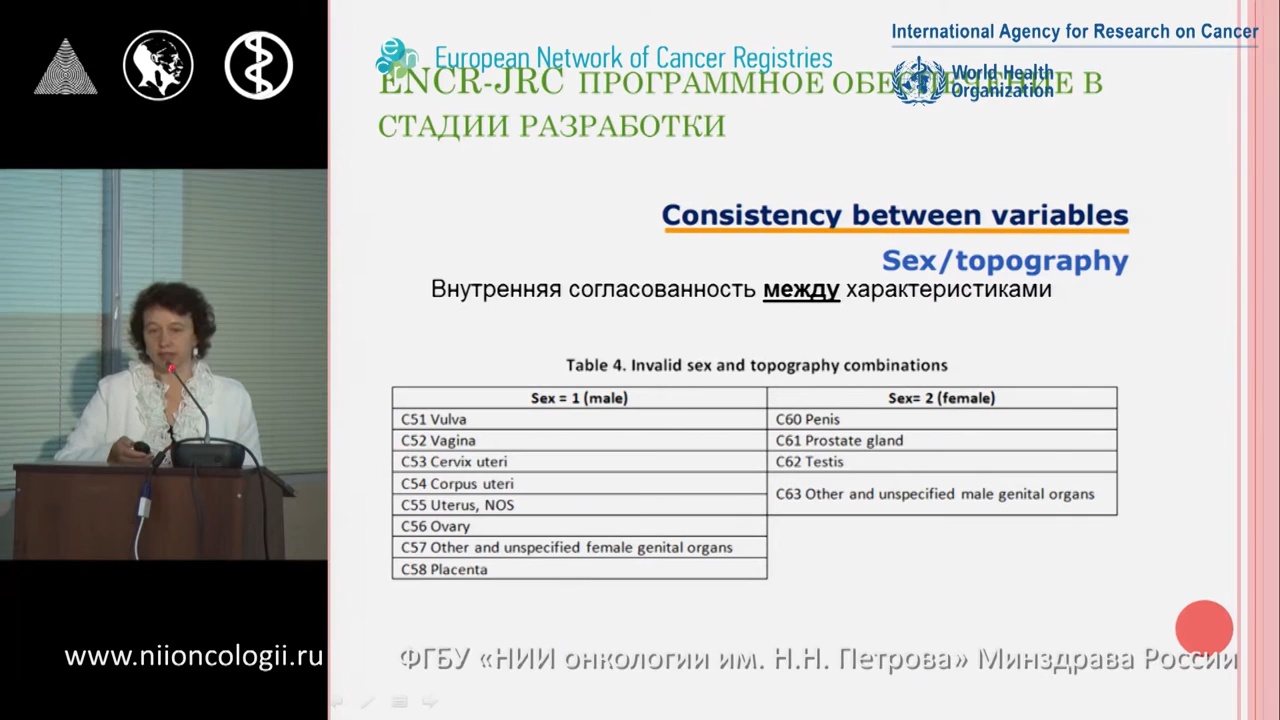 European Network of Cancer Registries
International Agency for Research on Cancer
World Health
Organization
ENCR-JRC ПРОГРАММНОЕ ОБЕСПЕЧЕНИЕ В
СТАДИИ РАЗРАБОТКИ
Consistency between variables
Sex/topography
Внутренняя согласованность между характеристиками
Table 4. Invalid sex and topography combinations
Sex = 1 (male)
Sex= 2 (female)
C51 Vulva
C60 Penis
C52 Vagina
C61 Prostate gland
C53 Cervix uteri
C62 Testis
C54 Corpus uteri
C63 Other and unspecified male genital organs
C55 Uterus, NOS
C56 Ovary
C57 Other and unspecified female genital organs
C58 Placenta
www.niioncologii.ru
ФГБУ «НИИ онкологии им. Н.Н. Петрова» Минздрава России